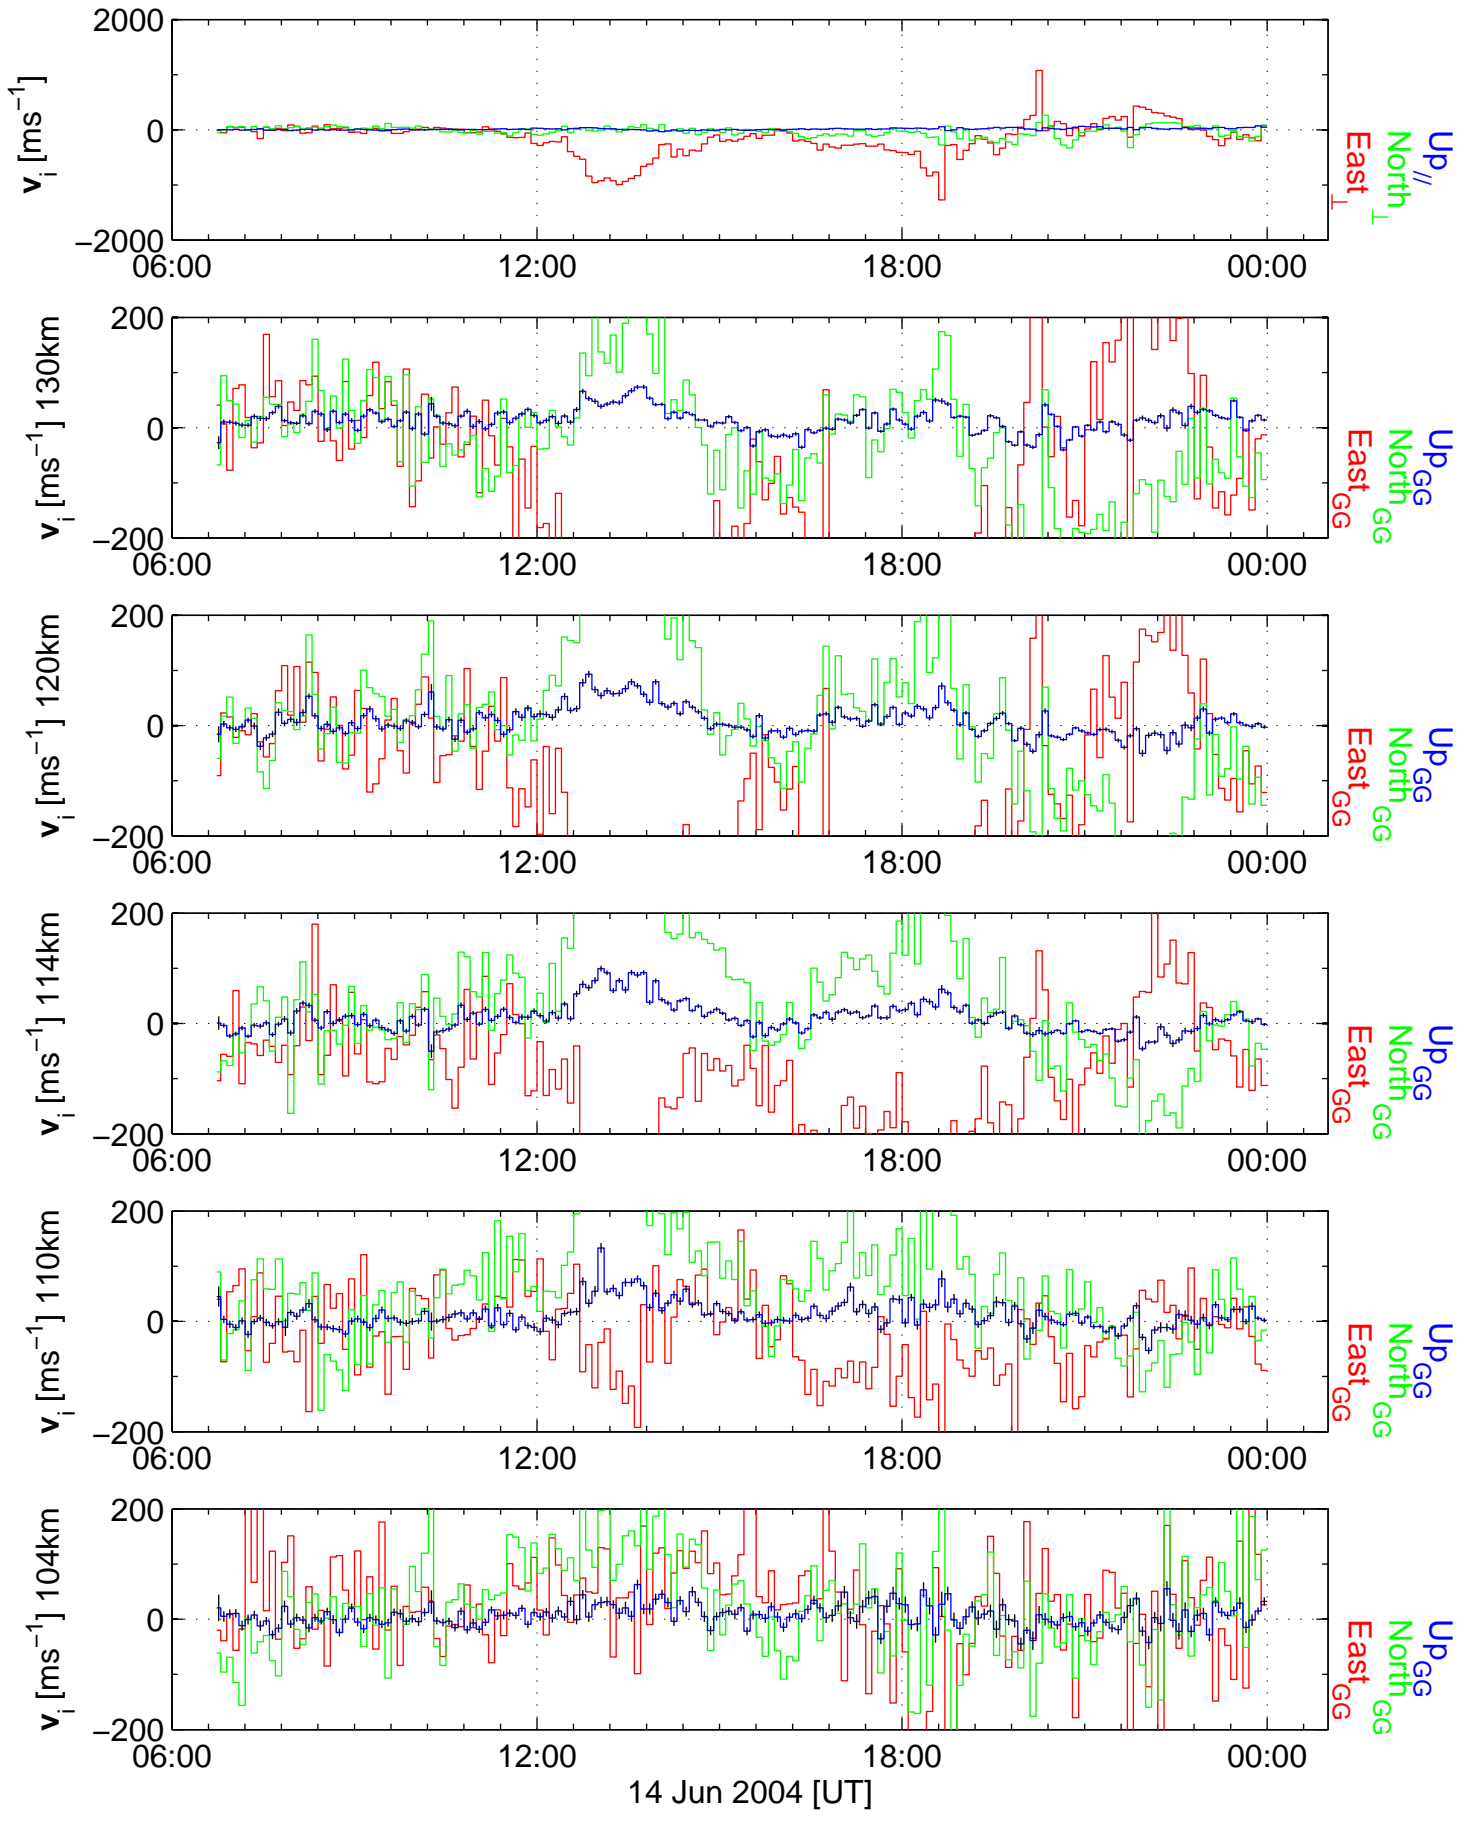 2000
0
−2000
v_i [ms^−1]
06:00 12:00 18:00 00:00
Up_//
North_⊥
East_⊥
200
0
−200
v_i [ms^−1] 130km
06:00 12:00 18:00 00:00
Up_GG
North_GG
East_GG
200
0
−200
v_i [ms^−1] 120km
06:00 12:00 18:00 00:00
Up_GG
North_GG
East_GG
200
0
−200
v_i [ms^−1] 114km
06:00 12:00 18:00 00:00
Up_GG
North_GG
East_GG
200
0
−200
v_i [ms^−1] 110km
06:00 12:00 18:00 00:00
Up_GG
North_GG
East_GG
200
0
−200
v_i [ms^−1] 104km
06:00 12:00 18:00 00:00
Up_GG
North_GG
East_GG
14 Jun 2004 [UT]